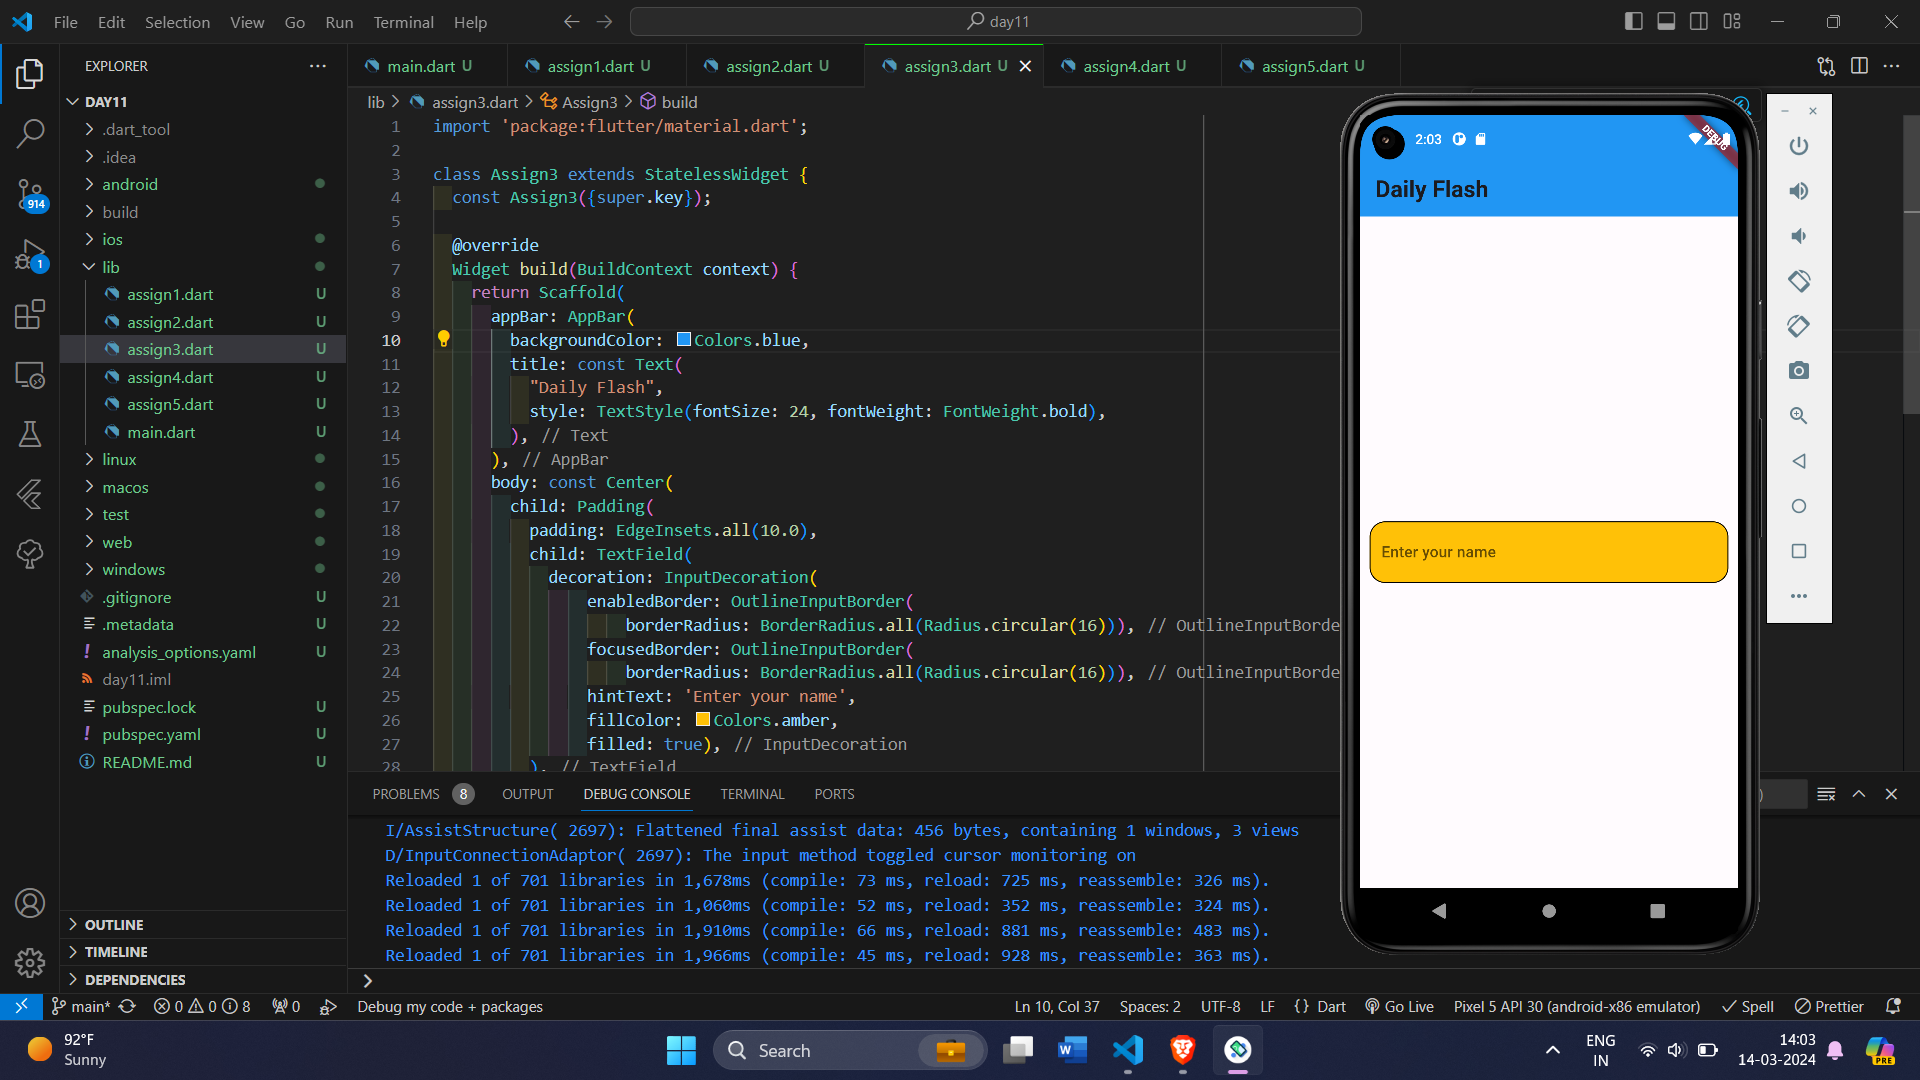 File Edit Selection View Go Run Terminal Help
day11
EXPLORER
main.dart U
assign1.dart U
assign2.dart U
assign3.dart U
assign4.dart U
assign5.dart U
lib > assign3.dart > Assign3 > build
DAY11
.dart_tool
.idea
android
build
ios
lib
assign1.dart U
assign2.dart U
assign3.dart U
assign4.dart U
assign5.dart U
main.dart U
linux
macos
test
web
windows
.gitignore U
.metadata U
analysis_options.yaml U
day11.iml
pubspec.lock U
pubspec.yaml U
README.md U
OUTLINE
TIMELINE
DEPENDENCIES
914
1
1 import 'package:flutter/material.dart';
2
3 class Assign3 extends StatelessWidget {
4 const Assign3({super.key});
5
6 @override
7 Widget build(BuildContext context) {
8 return Scaffold(
9 appBar: AppBar(
10 backgroundColor: Colors.blue,
11 title: const Text(
12 "Daily Flash",
13 style: TextStyle(fontSize: 24, fontWeight: FontWeight.bold),
14 ), // Text
15 ), // AppBar
16 body: const Center(
17 child: Padding(
18 padding: EdgeInsets.all(10.0),
19 child: TextField(
20 decoration: InputDecoration(
21 enabledBorder: OutlineInputBorder(
22 borderRadius: BorderRadius.all(Radius.circular(16))), // OutlineInputBorde
23 focusedBorder: OutlineInputBorder(
24 borderRadius: BorderRadius.all(Radius.circular(16))), // OutlineInputBorde
25 hintText: 'Enter your name',
26 fillColor: Colors.amber,
27 filled: true), // InputDecoration
28 ), // TextField
2:03
DEBUG
Daily Flash
Enter your name
PROBLEMS 8 OUTPUT DEBUG CONSOLE TERMINAL PORTS
I/AssistStructure( 2697): Flattened final assist data: 456 bytes, containing 1 windows, 3 views
D/InputConnectionAdaptor( 2697): The input method toggled cursor monitoring on
Reloaded 1 of 701 libraries in 1,678ms (compile: 73 ms, reload: 725 ms, reassemble: 326 ms).
Reloaded 1 of 701 libraries in 1,060ms (compile: 52 ms, reload: 352 ms, reassemble: 324 ms).
Reloaded 1 of 701 libraries in 1,910ms (compile: 66 ms, reload: 881 ms, reassemble: 483 ms).
Reloaded 1 of 701 libraries in 1,966ms (compile: 45 ms, reload: 928 ms, reassemble: 363 ms).
main* 0 0 8 0 Debug my code + packages
Ln 10, Col 37 Spaces: 2 UTF-8 LF {} Dart Go Live Pixel 5 API 30 (android-x86 emulator) Spell Prettier
92°F
Sunny
Search
ENG
IN
14:03
14-03-2024
PRE